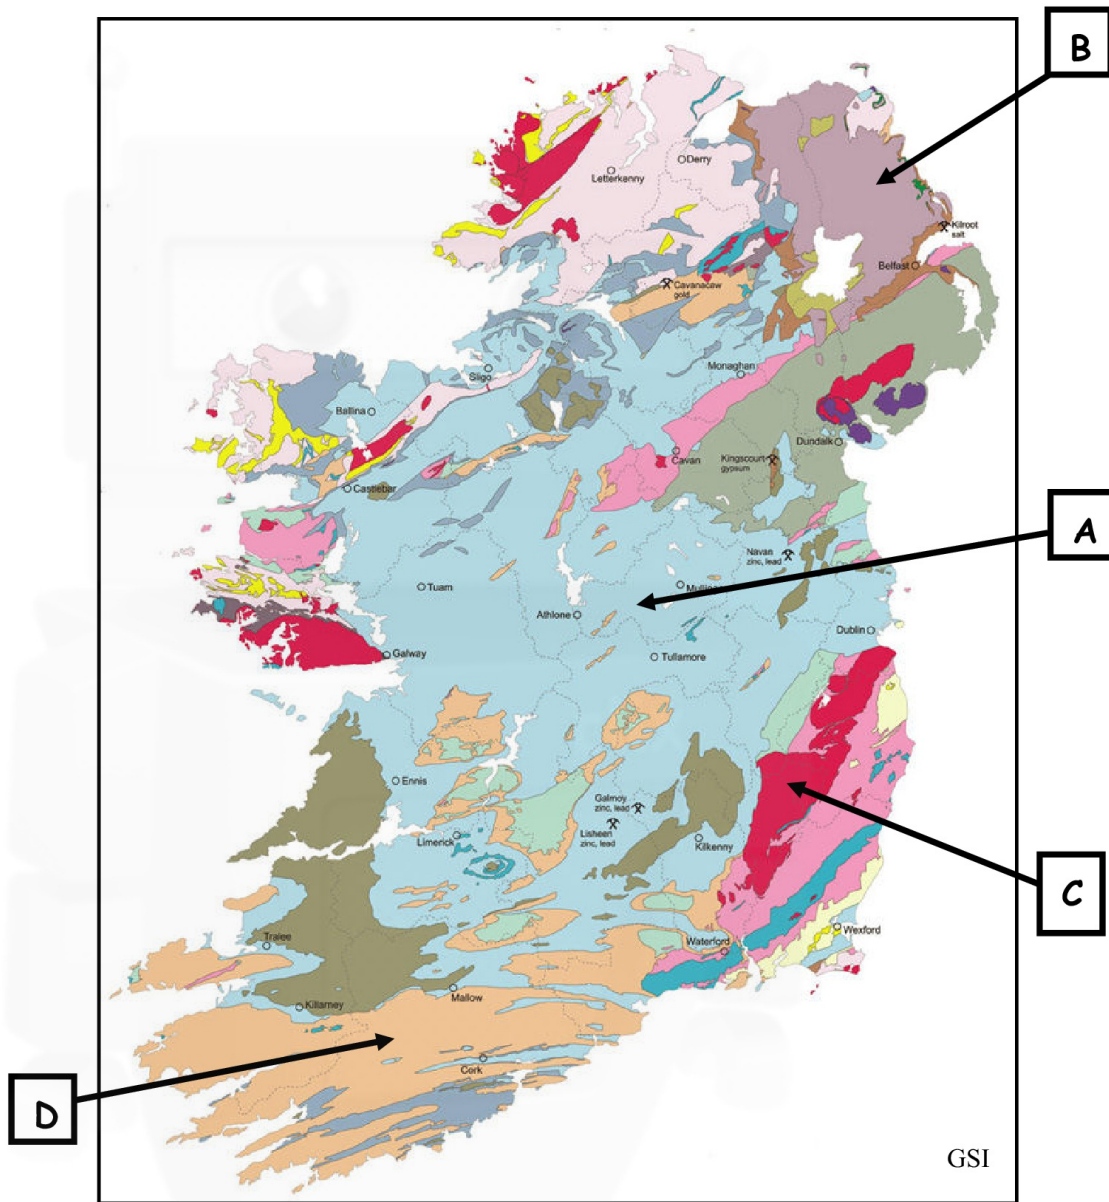 B
Derry
Letterkenny
Kilroot
salt
Belfast
Cavanacaw
gold
Monaghan
Sligo
Ballina
Dundalk
Cavan
Kingscourt
gypsum
Castlebar
A
Navan
zinc, lead
Tuam
Athlone
Dublin
Galway
Tullamore
Ennis
Galmoy
zinc, lead
Lisheen
zinc, lead
Limerick
Kilkenny
C
Wexford
Tralee
Waterford
Killarney
Mallow
Cork
D
GSI